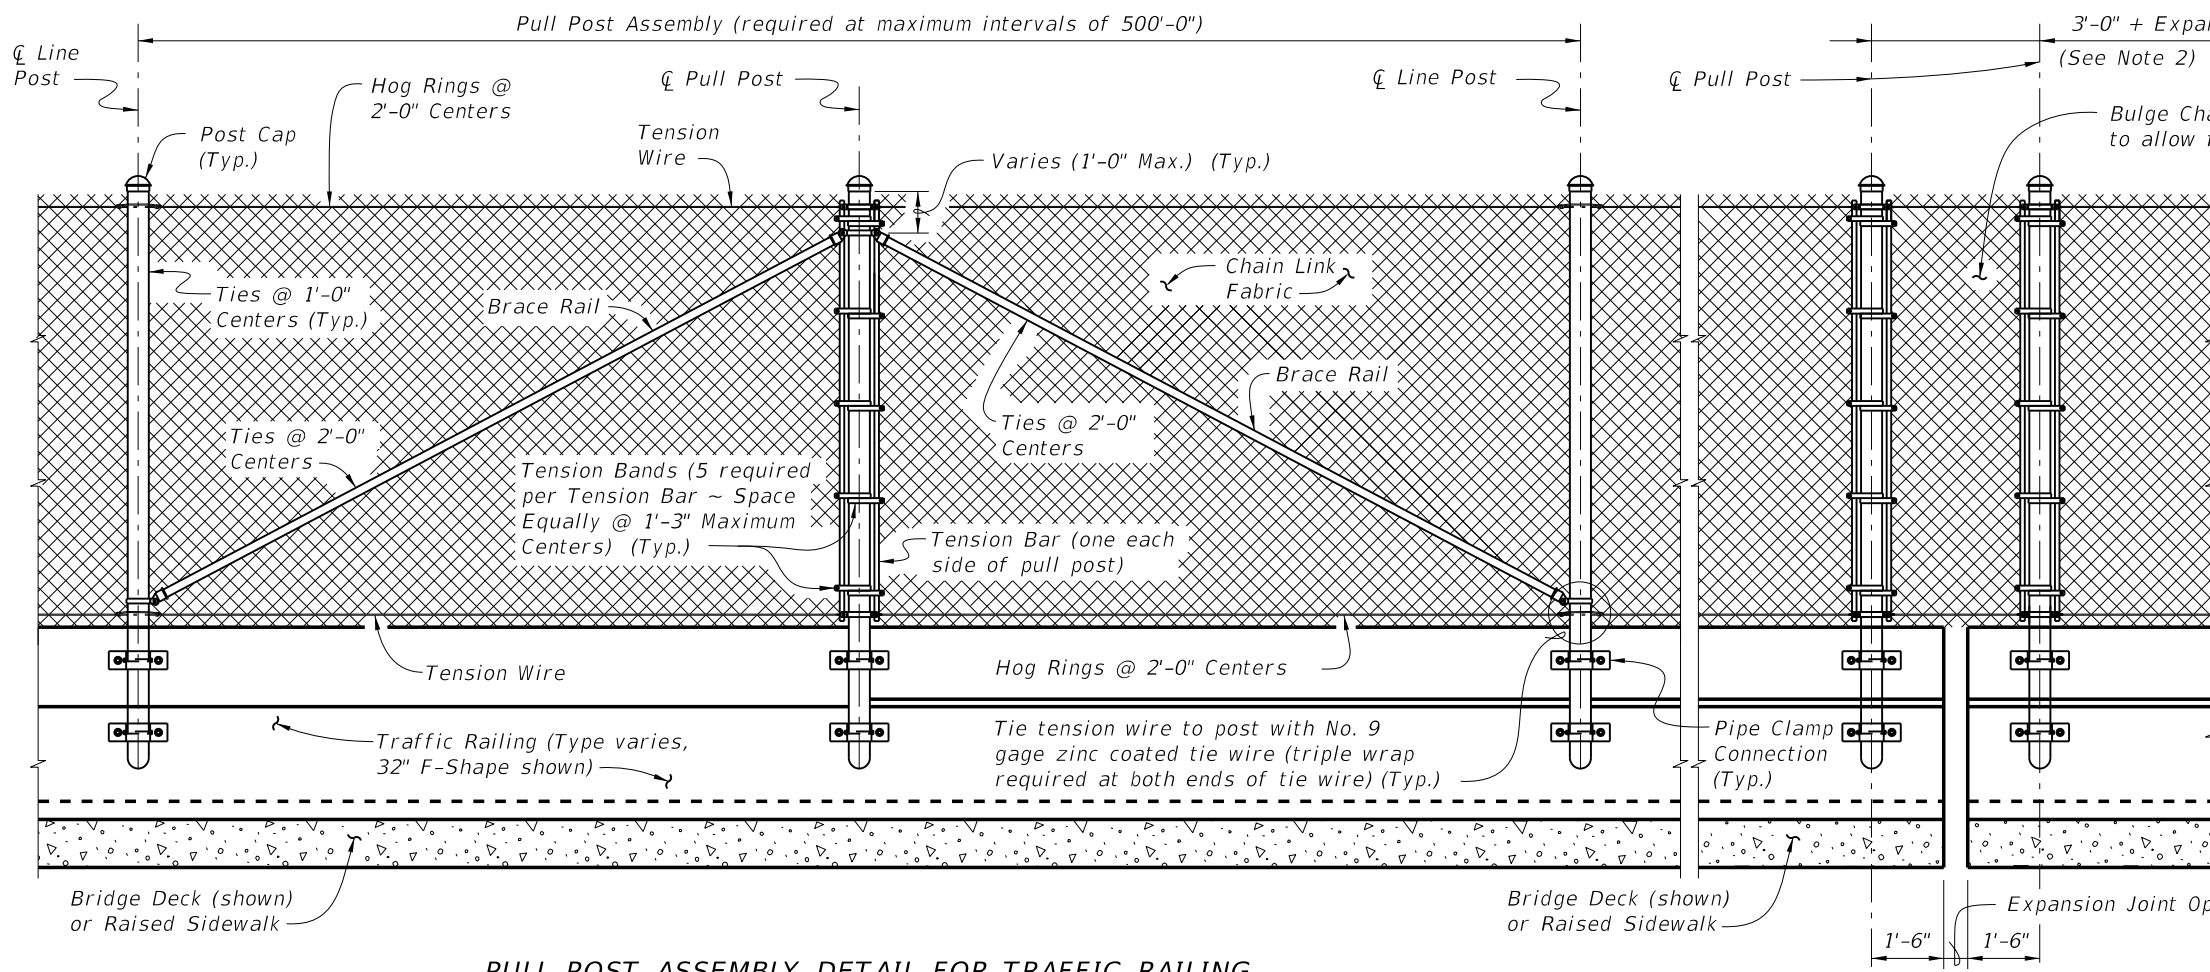 Pull Post Assembly (required at maximum intervals of 500'-0")
3'-0" +
(See Note 2)
℄ Line
Post
Hog Rings @
2'-0" Centers
℄ Pull Post
℄ Line Post
℄ Pull Post
Post Cap
(Typ.)
Tension
Wire
Varies (1'-0" Max.) (Typ.)
Bulge
to allow
Ties @ 1'-0"
Centers (Typ.)
Brace Rail
Chain Link
Fabric
Brace Rail
Ties @ 2'-0"
Centers
Ties @ 2'-0"
Centers
Tension Bands (5 required
per Tension Bar ~ Space
Equally @ 1'-3" Maximum
Centers) (Typ.)
Tension Bar (one each
side of pull post)
Tension Wire
Hog Rings @ 2'-0" Centers
Traffic Railing (Type varies,
32" F-Shape shown)
Tie tension wire to post with No. 9
gage zinc coated tie wire (triple wrap
required at both ends of tie wire) (Typ.)
Pipe Clamp
Connection
(Typ.)
Bridge Deck (shown)
or Raised Sidewalk
Bridge Deck (shown)
or Raised Sidewalk
Expansion Joint
1'-6"
1'-6"
PULL POST ASSEMBLY DETAIL FOR TRAFFIC RAILING